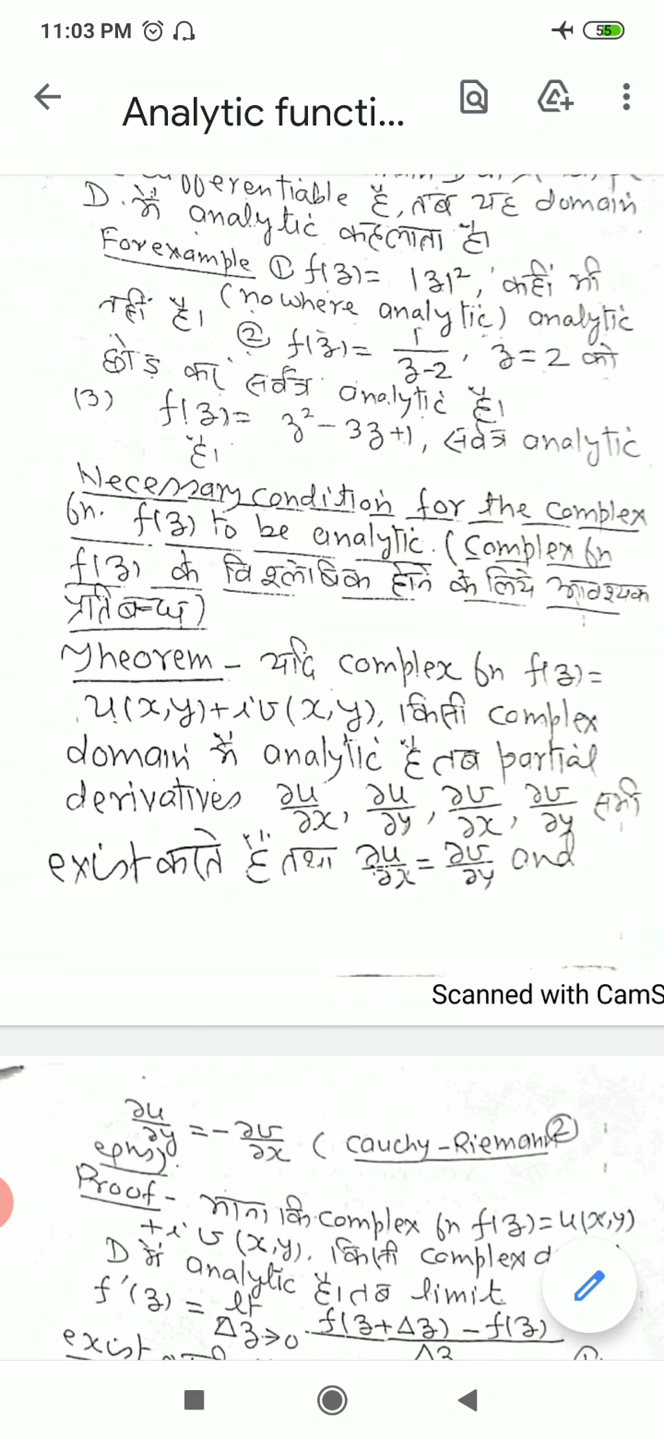 11:03 PM
55
Analytic functi...
differentiable है, तब यह domain
D. में analytic कहलाता है।
For example ① f(z) = |z|², कहीं भी
नहीं है। (nowhere analytic) analytic
② f(z) = 1/(z-2), z = 2 को
छोड़ कर सर्वत्र analytic है।
(3) f(z) = z² - 3z + 1, सर्वत्र analytic
है।
Necessary condition for the complex
fn. f(z) to be analytic. (Complex fn
f(z) के विश्लेषिक होने के लिये आवश्यक
प्रतिबन्ध)
Theorem - यदि complex fn f(z) =
u(x,y) + iv(x,y), किसी complex
domain में analytic है तब partial
derivatives ∂u/∂x, ∂u/∂y, ∂v/∂x, ∂v/∂y सभी
exist करते हैं तथा ∂u/∂x = ∂v/∂y and
Scanned with CamS
②
∂u/∂y = - ∂v/∂x (Cauchy-Riemann
eqns).
Proof - माना कि complex fn f(z) = u(x,y)
+ i v(x,y), किसी complex d
D में analytic है। तब limit
f'(z) = lt Δz→0 f(z+Δz) - f(z) / Δz
exist